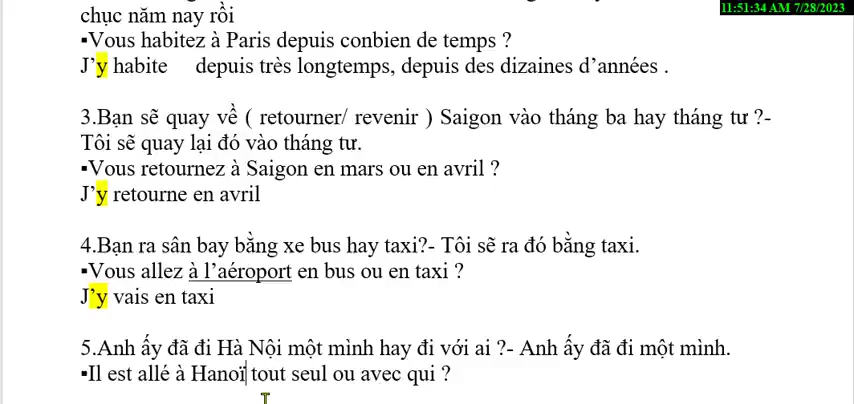 11:51:34 AM 7/28/2023
chục năm nay rồi
▪Vous habitez à Paris depuis conbien de temps ?
J’y habite depuis très longtemps, depuis des dizaines d’années .
3.Bạn sẽ quay về ( retourner/ revenir ) Saigon vào tháng ba hay tháng tư ?-
Tôi sẽ quay lại đó vào tháng tư.
▪Vous retournez à Saigon en mars ou en avril ?
J’y retourne en avril
4.Bạn ra sân bay bằng xe bus hay taxi?- Tôi sẽ ra đó bằng taxi.
▪Vous allez à l’aéroport en bus ou en taxi ?
J’y vais en taxi
5.Anh ấy đã đi Hà Nội một mình hay đi với ai ?- Anh ấy đã đi một mình.
▪Il est allé à Hanoï tout seul ou avec qui ?